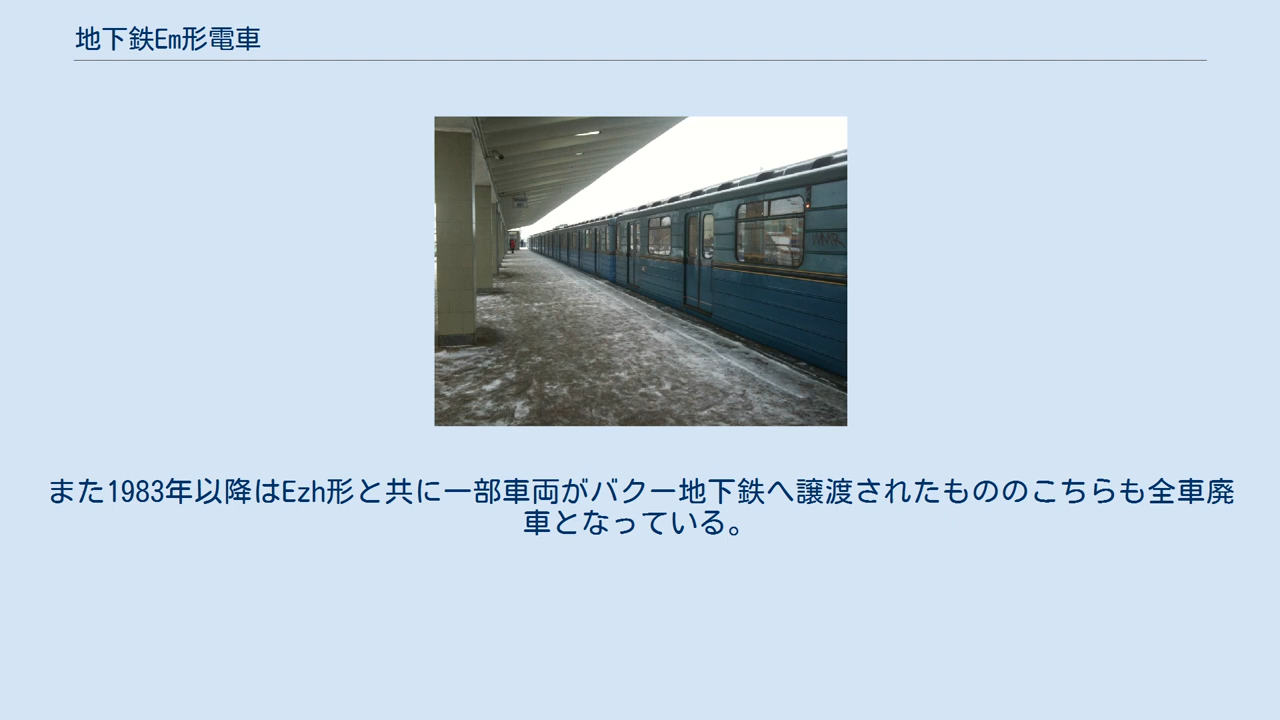 地下鉄Em形電車
また1983年以降はEzh形と共に一部車両がバクー地下鉄へ譲渡されたもののこちらも全車廃
車となっている。